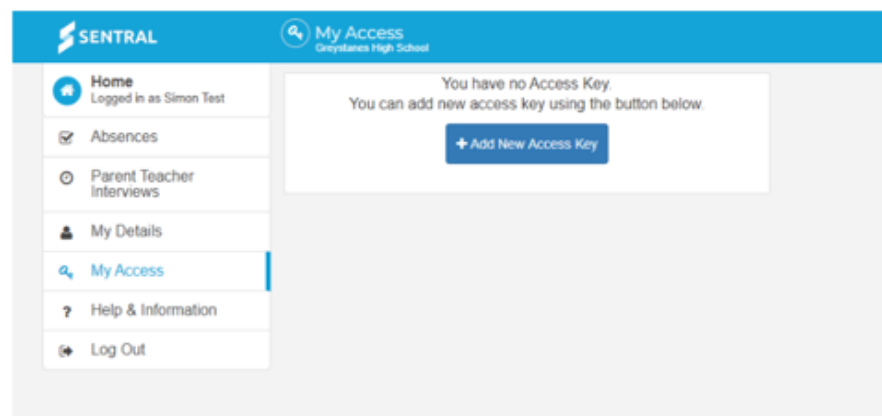 SENTRAL
My Access
Greystanes High School
Home
Logged in as Simon Test
Absences
Parent Teacher
Interviews
My Details
My Access
Help & Information
Log Out
You have no Access Key.
You can add new access key using the button below.
+ Add New Access Key